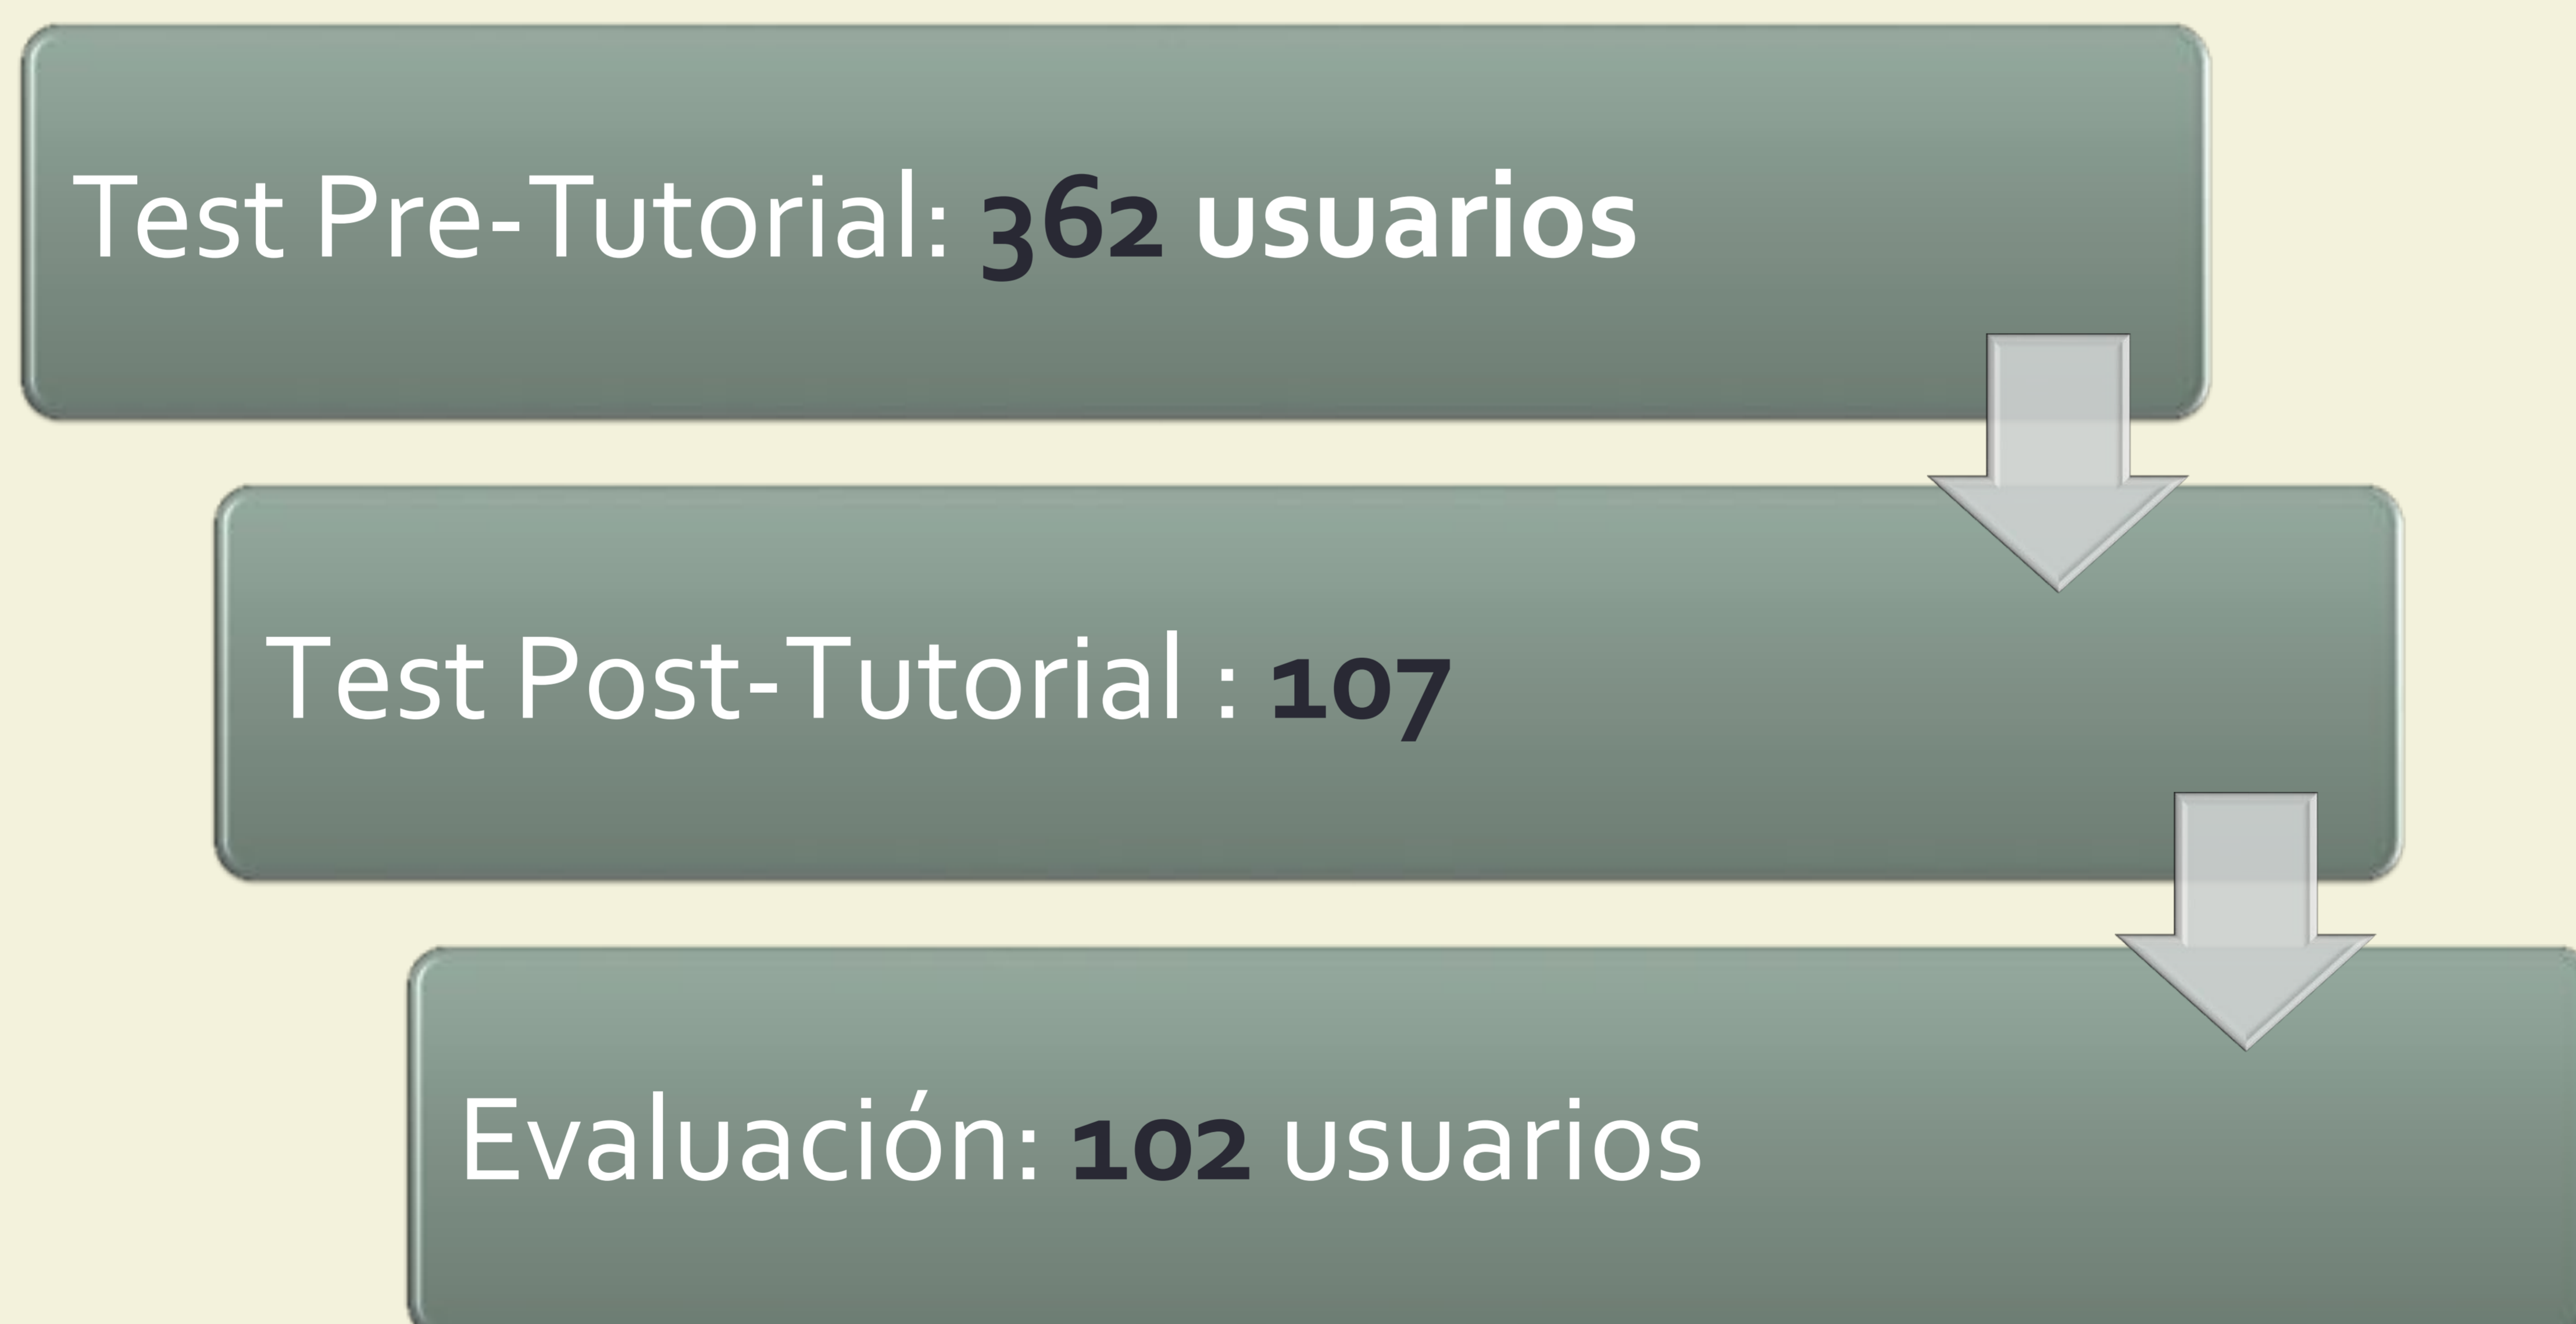 Test Pre-Tutorial: 362 usuarios
Test Post-Tutorial : 107
Evaluación: 102 usuarios